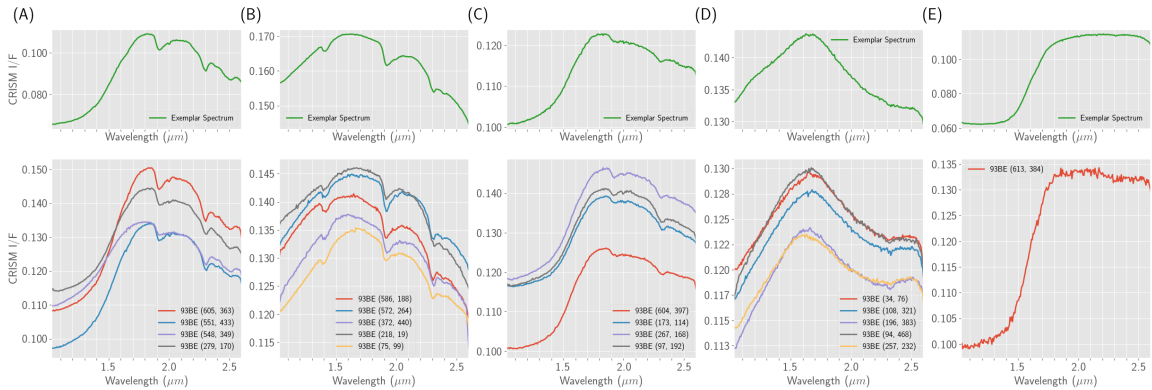 (A)
(B)
(C)
(D)
(E)
CRISM I/F
0.100
0.080
Exemplar Spectrum
Wavelength (μm)
0.170
0.160
0.150
Exemplar Spectrum
Wavelength (μm)
0.122
0.110
0.100
Exemplar Spectrum
Wavelength (μm)
0.143
0.140
0.130
Exemplar Spectrum
Wavelength (μm)
0.100
0.080
0.060
Exemplar Spectrum
Wavelength (μm)
CRISM I/F
0.150
0.140
0.130
0.120
0.110
0.100
93BE (605, 363)
93BE (551, 433)
93BE (548, 349)
93BE (279, 170)
1.5
2.0
2.5
Wavelength (μm)
0.145
0.140
0.135
0.130
0.125
0.120
0.115
93BE (586, 188)
93BE (572, 264)
93BE (372, 440)
93BE (218, 19)
93BE (75, 99)
1.5
2.0
2.5
Wavelength (μm)
0.150
0.140
0.130
0.120
0.110
0.100
93BE (604, 397)
93BE (173, 114)
93BE (267, 168)
93BE (97, 192)
1.5
2.0
2.5
Wavelength (μm)
0.130
0.127
0.125
0.122
0.120
0.117
0.115
0.113
93BE (34, 76)
93BE (108, 321)
93BE (196, 383)
93BE (94, 468)
93BE (257, 232)
1.5
2.0
2.5
Wavelength (μm)
0.135
0.130
0.125
0.120
0.115
0.110
0.105
0.100
93BE (613, 384)
1.5
2.0
2.5
Wavelength (μm)